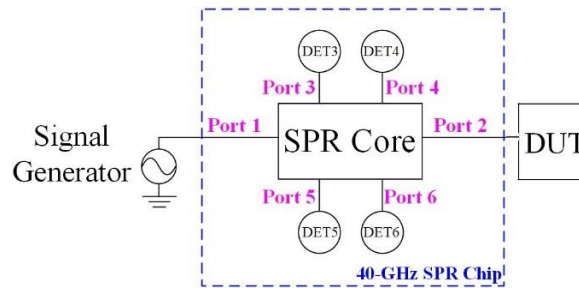 DET3
DET4
Port 3
Port 4
Signal
Generator
Port 1
SPR Core
Port 2
DUT
Port 5
Port 6
DET5
DET6
40-GHz SPR Chip